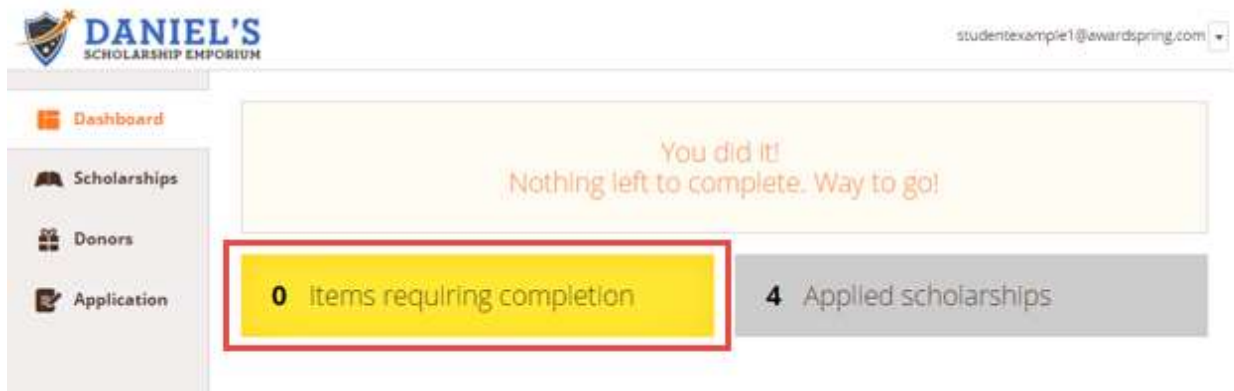 DANIEL'S
SCHOLARSHIP EMPORIUM
studentexample1@awardspring.com
Dashboard
Scholarships
Donors
Application
You did it!
Nothing left to complete. Way to go!
0 Items requiring completion
4 Applied scholarships